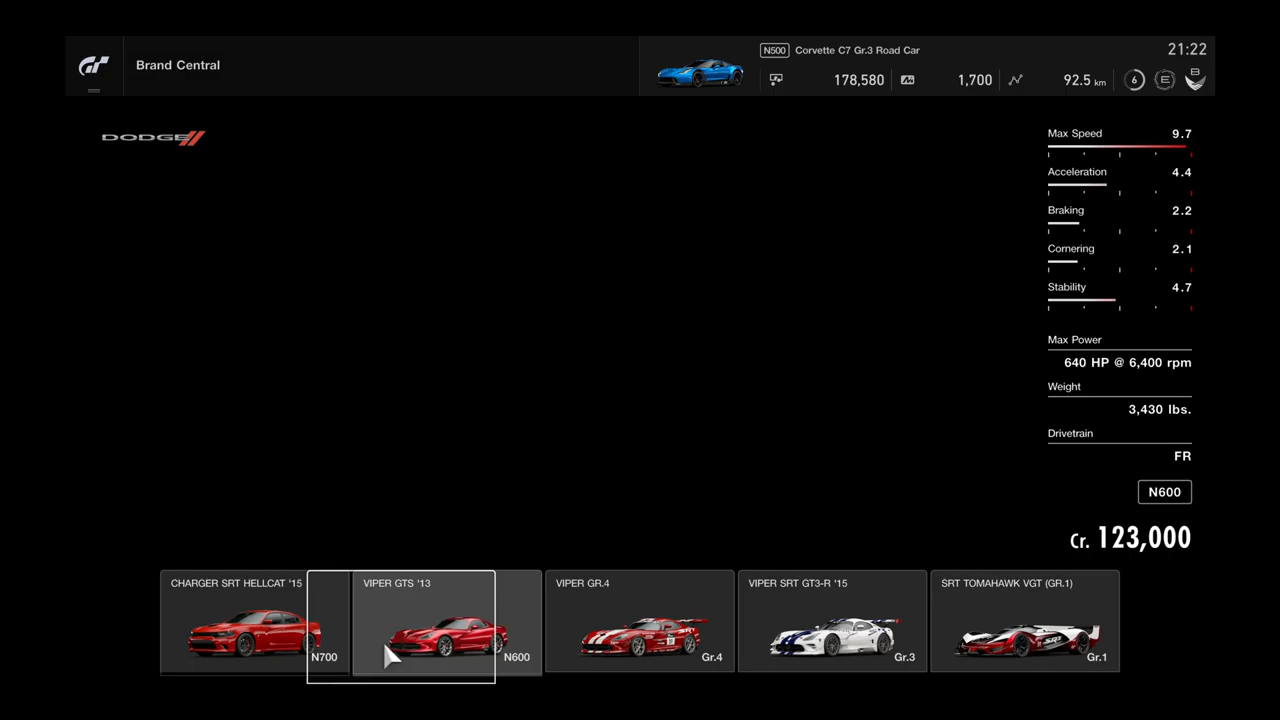 GT
Brand Central
N500 Corvette C7 Gr.3 Road Car
21:22
178,580
1,700
92.5 km
6
E
B
DODGE
Max Speed 9.7
Acceleration 4.4
Braking 2.2
Cornering 2.1
Stability 4.7
Max Power
640 HP @ 6,400 rpm
Weight
3,430 lbs.
Drivetrain
FR
N600
Cr. 123,000
CHARGER SRT HELLCAT '15
N700
VIPER GTS '13
N600
VIPER GR.4
Gr.4
VIPER SRT GT3-R '15
Gr.3
SRT TOMAHAWK VGT (GR.1)
Gr.1